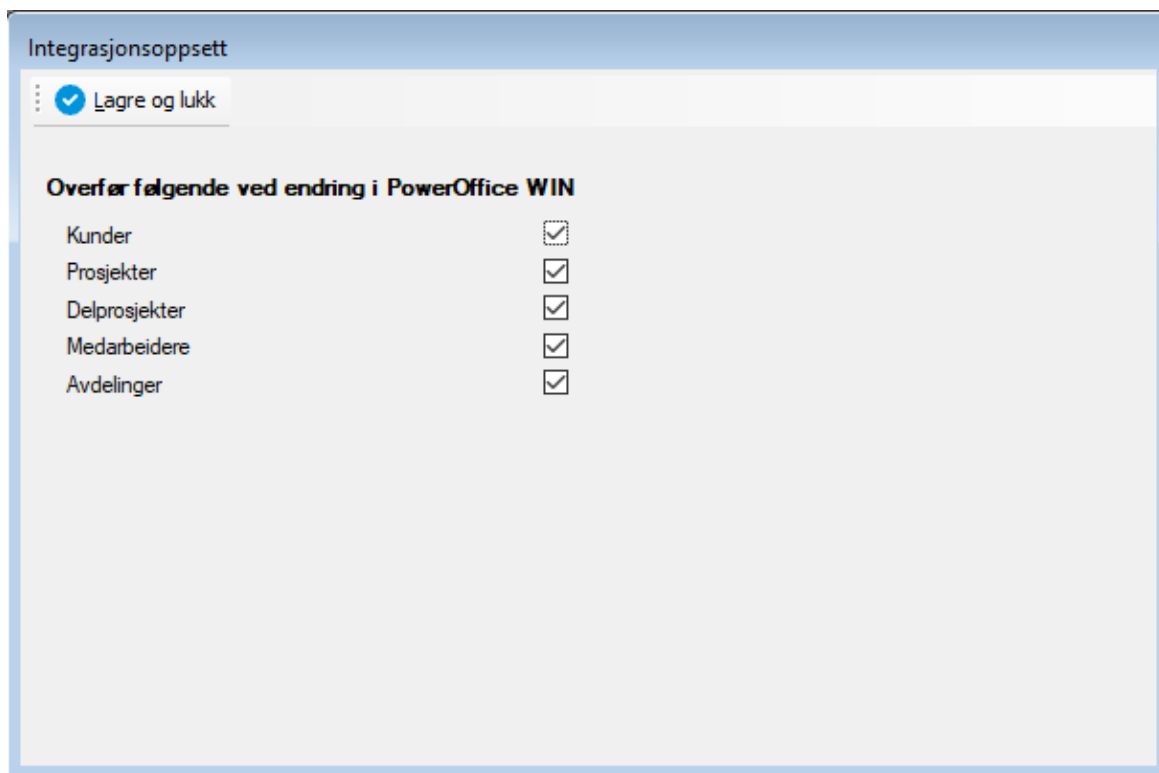 Integrasjonsoppsett
Lagre og lukk
Overfør følgende ved endring i PowerOffice WIN
Kunder
Prosjekter
Delprosjekter
Medarbeidere
Avdelinger